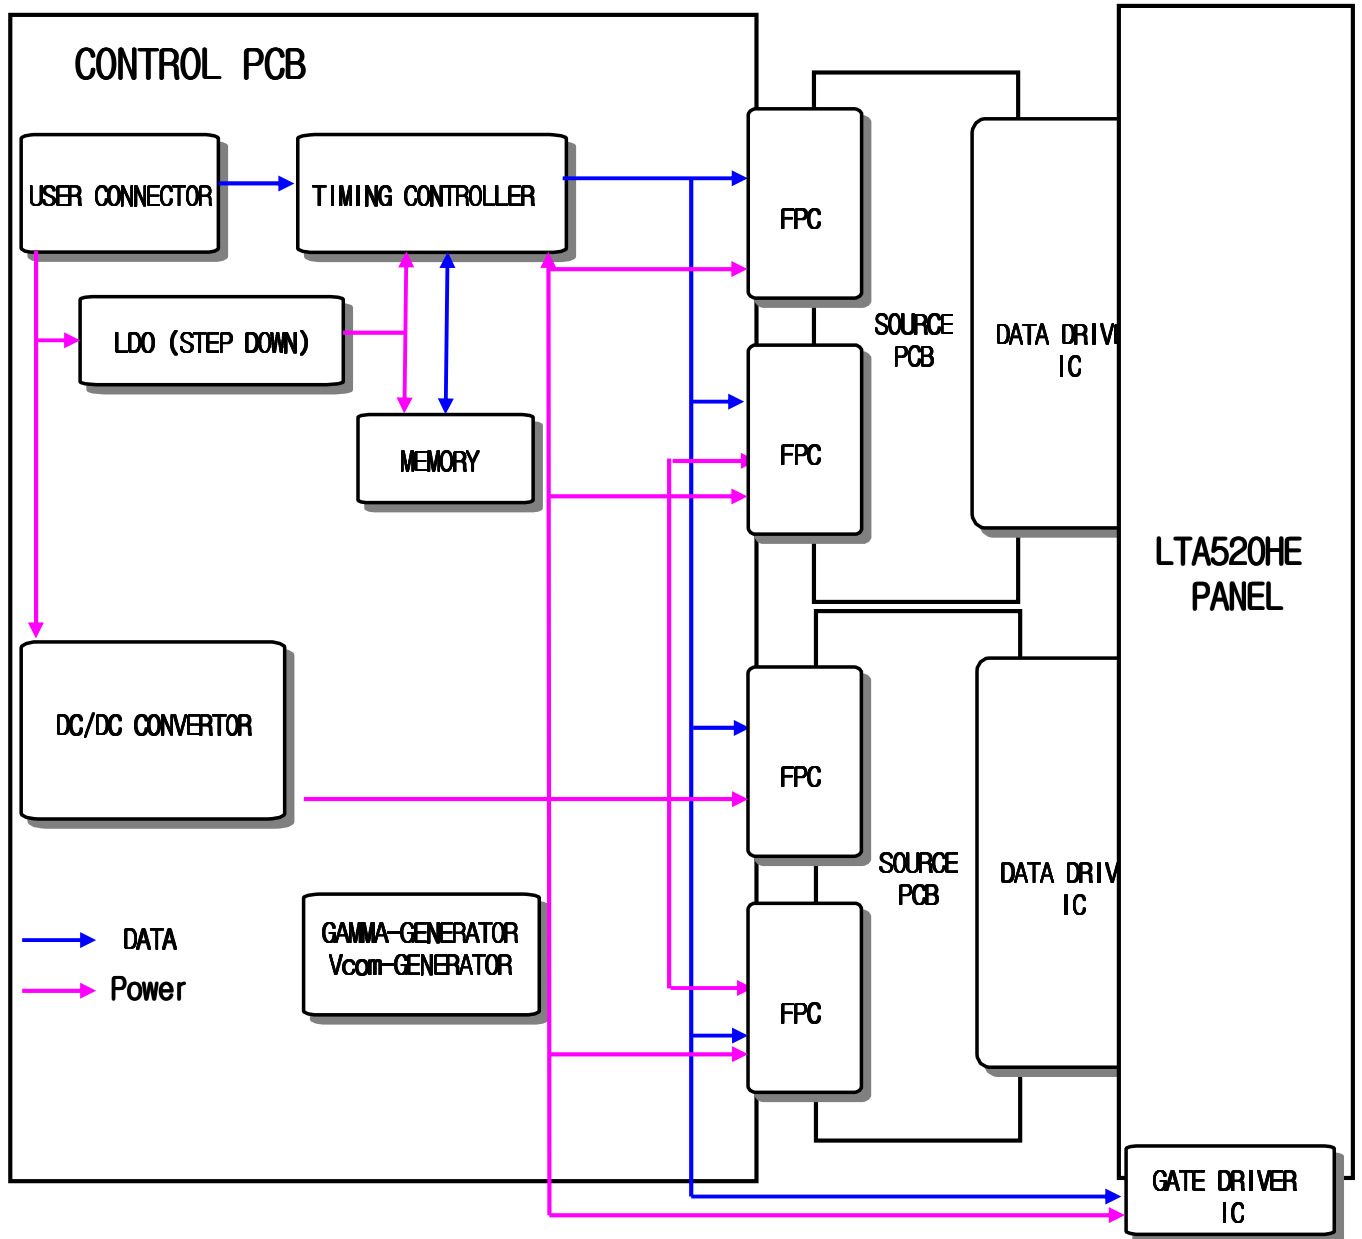 CONTROL PCB
USER CONNECTOR
TIMING CONTROLLER
FPC
LDO (STEP DOWN)
SOURCE
PCB
DATA DRIV
IC
MEMORY
FPC
LTA520HE
PANEL
DC/DC CONVERTOR
FPC
SOURCE
PCB
DATA DRIV
IC
GAMMA-GENERATOR
Vcom-GENERATOR
DATA
Power
FPC
GATE DRIVER
IC